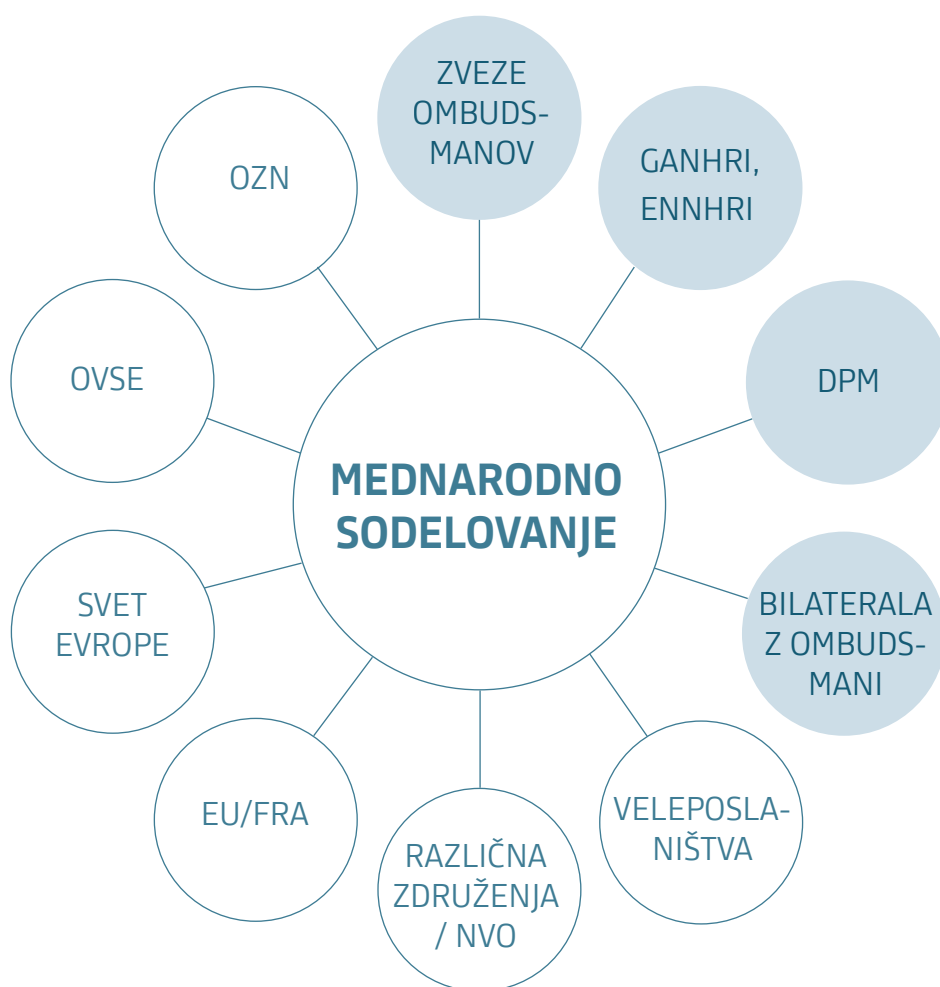 ZVEZE
OMBUDS-
MANOV
GANHRI,
ENNHRI
OZN
DPM
OVSE
MEDNARODNO
SODELOVANJE
BILATERALA
Z OMBUDS-
MANI
SVET
EVROPE
VELEPOSLA-
NIŠTVA
EU/FRA
RAZLIČNA
ZDRUŽENJA
/ NVO